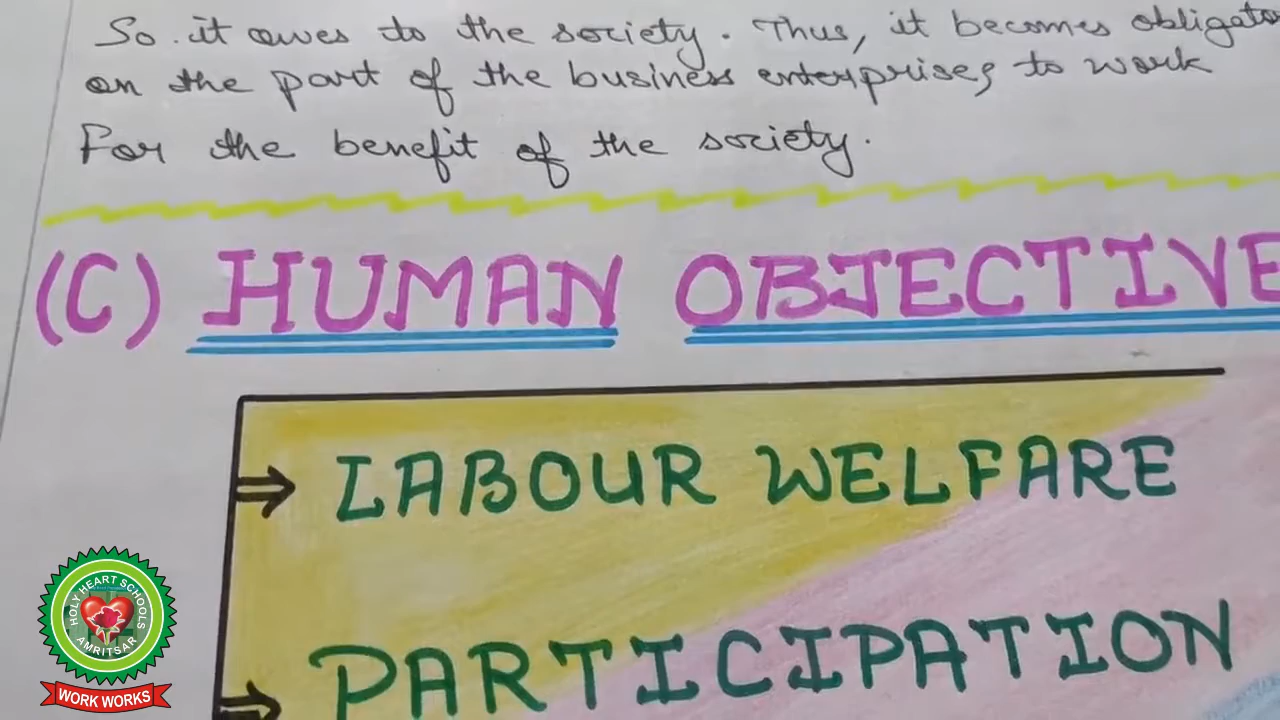 So it owes to the society. Thus, it becomes obligato
on the part of the business enterprises to work
For the benefit of the society.
(C) HUMAN OBJECTIVE
⇒ LABOUR WELFARE
⇒ PARTICIPATION
HOLY HEART SCHOOLS
AMRITSAR
WORK WORKS